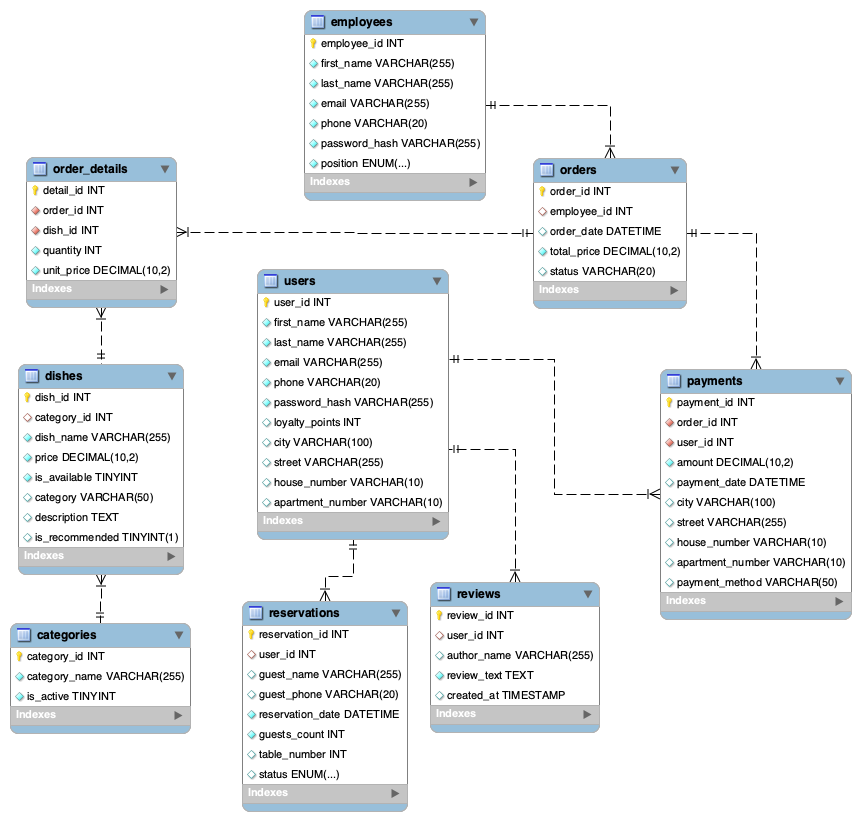 employees
employee_id INT
first_name VARCHAR(255)
last_name VARCHAR(255)
email VARCHAR(255)
phone VARCHAR(20)
password_hash VARCHAR(255)
position ENUM(...)
Indexes
order_details
detail_id INT
order_id INT
dish_id INT
quantity INT
unit_price DECIMAL(10,2)
Indexes
orders
order_id INT
employee_id INT
order_date DATETIME
total_price DECIMAL(10,2)
status VARCHAR(20)
Indexes
users
user_id INT
first_name VARCHAR(255)
last_name VARCHAR(255)
email VARCHAR(255)
phone VARCHAR(20)
password_hash VARCHAR(255)
loyalty_points INT
city VARCHAR(100)
street VARCHAR(255)
house_number VARCHAR(10)
apartment_number VARCHAR(10)
Indexes
dishes
dish_id INT
category_id INT
dish_name VARCHAR(255)
price DECIMAL(10,2)
is_available TINYINT
category VARCHAR(50)
description TEXT
is_recommended TINYINT(1)
Indexes
payments
payment_id INT
order_id INT
user_id INT
amount DECIMAL(10,2)
payment_date DATETIME
city VARCHAR(100)
street VARCHAR(255)
house_number VARCHAR(10)
apartment_number VARCHAR(10)
payment_method VARCHAR(50)
Indexes
categories
category_id INT
category_name VARCHAR(255)
is_active TINYINT
Indexes
reservations
reservation_id INT
user_id INT
guest_name VARCHAR(255)
guest_phone VARCHAR(20)
reservation_date DATETIME
guests_count INT
table_number INT
status ENUM(...)
Indexes
reviews
review_id INT
user_id INT
author_name VARCHAR(255)
review_text TEXT
created_at TIMESTAMP
Indexes